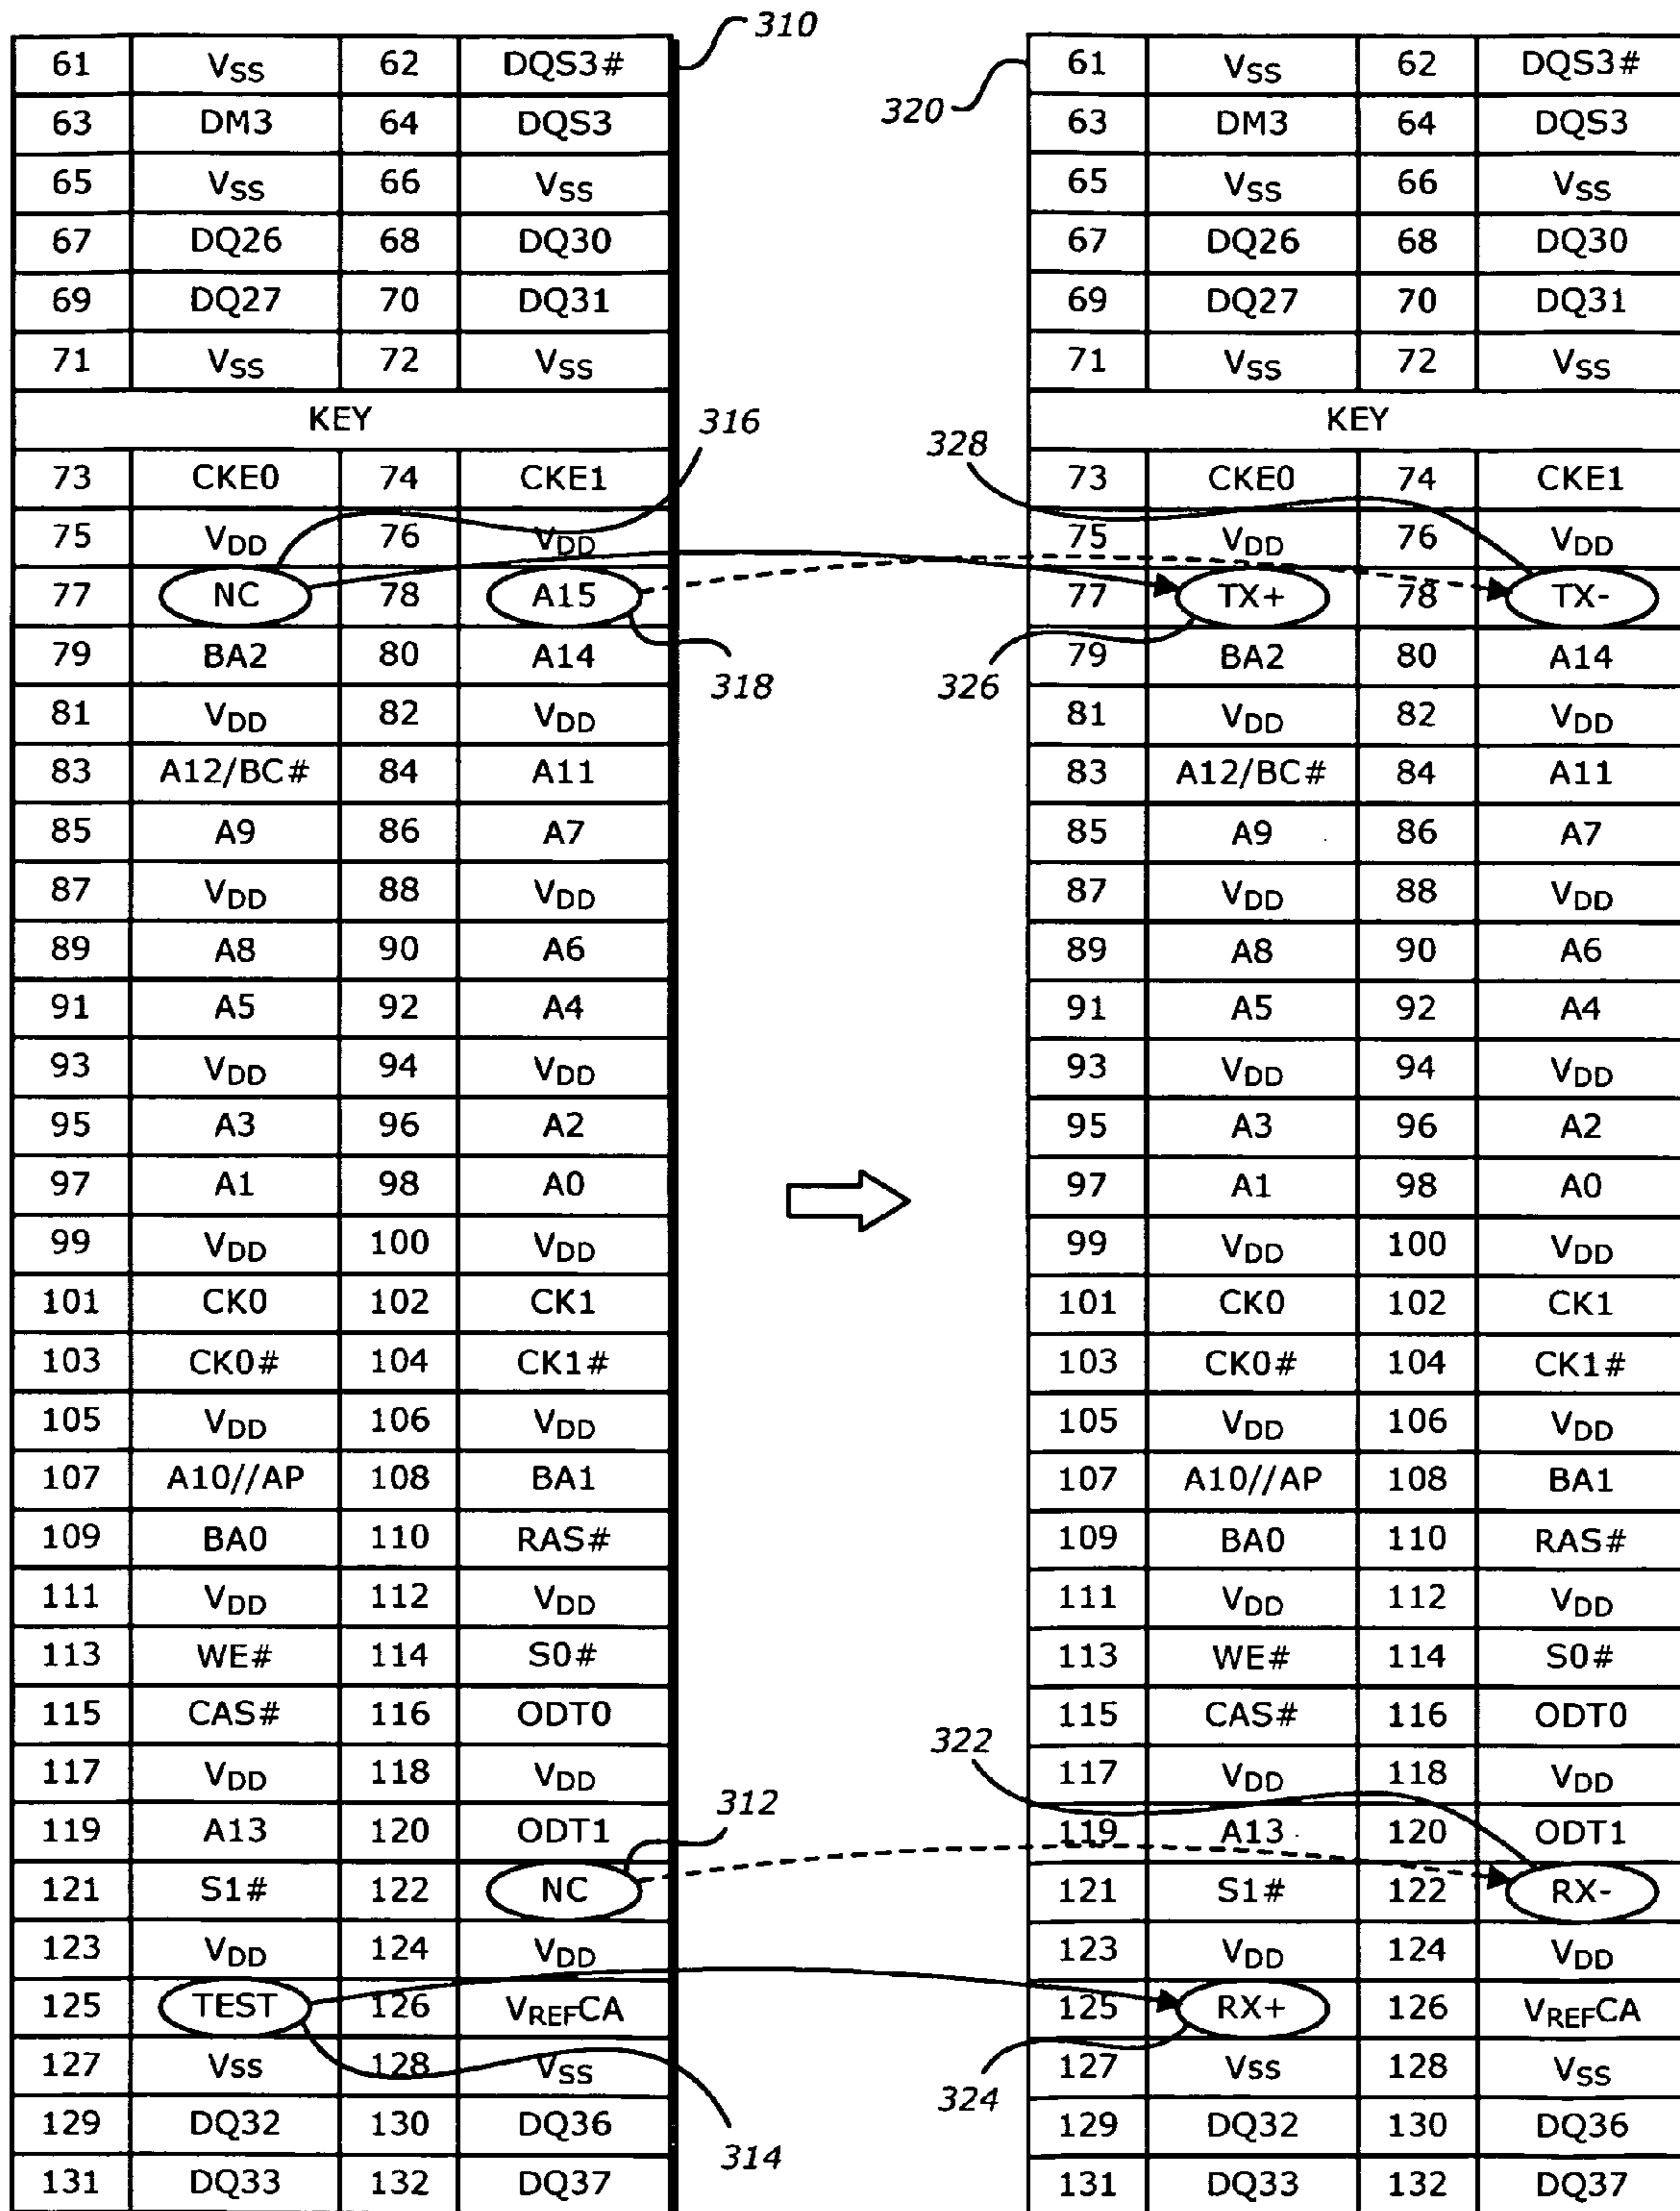 310
61 VSS 62 DQS3#
63 DM3 64 DQS3
65 VSS 66 VSS
67 DQ26 68 DQ30
69 DQ27 70 DQ31
71 VSS 72 VSS
KEY
316
73 CKE0 74 CKE1
75 VDD 76 VDD
77 NC 78 A15
79 BA2 80 A14
318
81 VDD 82 VDD
83 A12/BC# 84 A11
85 A9 86 A7
87 VDD 88 VDD
89 A8 90 A6
91 A5 92 A4
93 VDD 94 VDD
95 A3 96 A2
97 A1 98 A0
99 VDD 100 VDD
101 CK0 102 CK1
103 CK0# 104 CK1#
105 VDD 106 VDD
107 A10//AP 108 BA1
109 BA0 110 RAS#
111 VDD 112 VDD
113 WE# 114 S0#
115 CAS# 116 ODT0
117 VDD 118 VDD
312
119 A13 120 ODT1
121 S1# 122 NC
123 VDD 124 VDD
125 TEST 126 VREFCA
127 Vss 128 VSS
129 DQ32 130 DQ36
314
131 DQ33 132 DQ37
320
61 VSS 62 DQS3#
63 DM3 64 DQS3
65 VSS 66 VSS
67 DQ26 68 DQ30
69 DQ27 70 DQ31
71 VSS 72 VSS
KEY
328
73 CKE0 74 CKE1
75 VDD 76 VDD
77 TX+ 78 TX-
326
79 BA2 80 A14
81 VDD 82 VDD
83 A12/BC# 84 A11
85 A9 86 A7
87 VDD 88 VDD
89 A8 90 A6
91 A5 92 A4
93 VDD 94 VDD
95 A3 96 A2
97 A1 98 A0
99 VDD 100 VDD
101 CK0 102 CK1
103 CK0# 104 CK1#
105 VDD 106 VDD
107 A10//AP 108 BA1
109 BA0 110 RAS#
111 VDD 112 VDD
113 WE# 114 S0#
115 CAS# 116 ODT0
322
117 VDD 118 VDD
119 A13 120 ODT1
121 S1# 122 RX-
123 VDD 124 VDD
125 RX+ 126 VREFCA
324
127 Vss 128 VSS
129 DQ32 130 DQ36
131 DQ33 132 DQ37